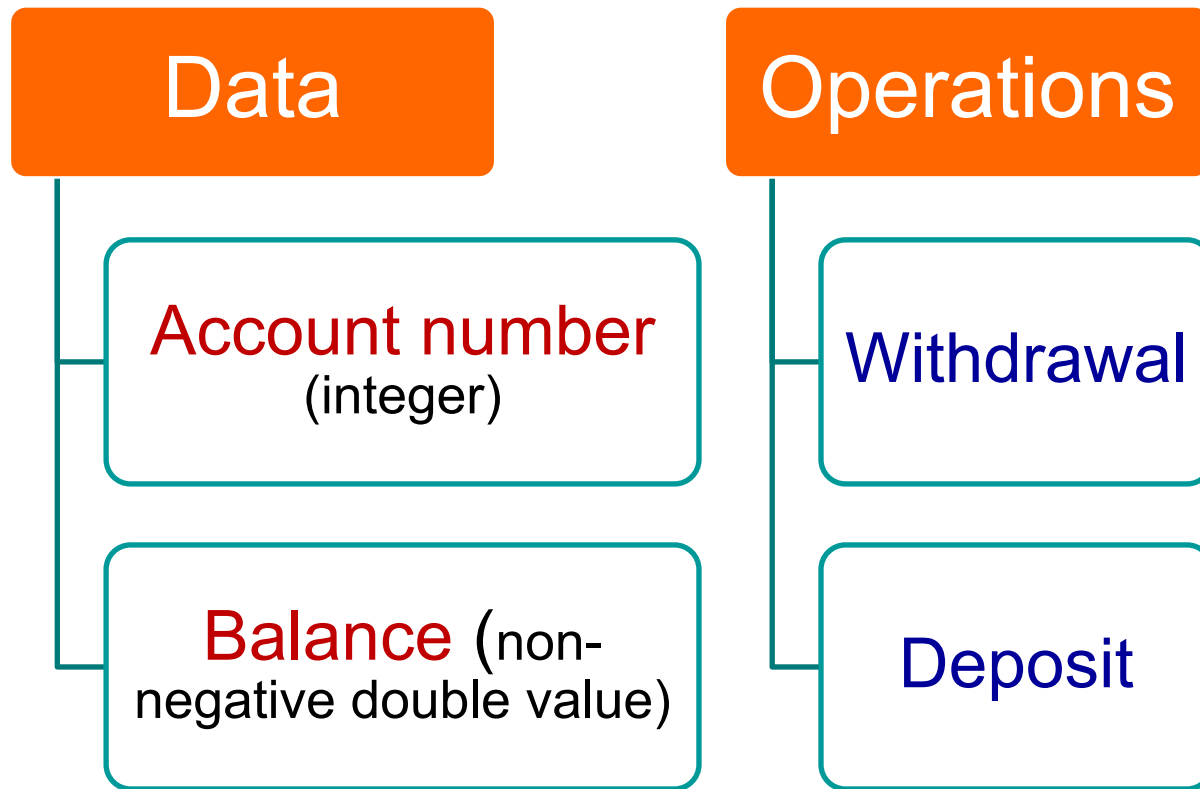 Data
Account number
(integer)
Balance (non-
negative double value)
Operations
Withdrawal
Deposit